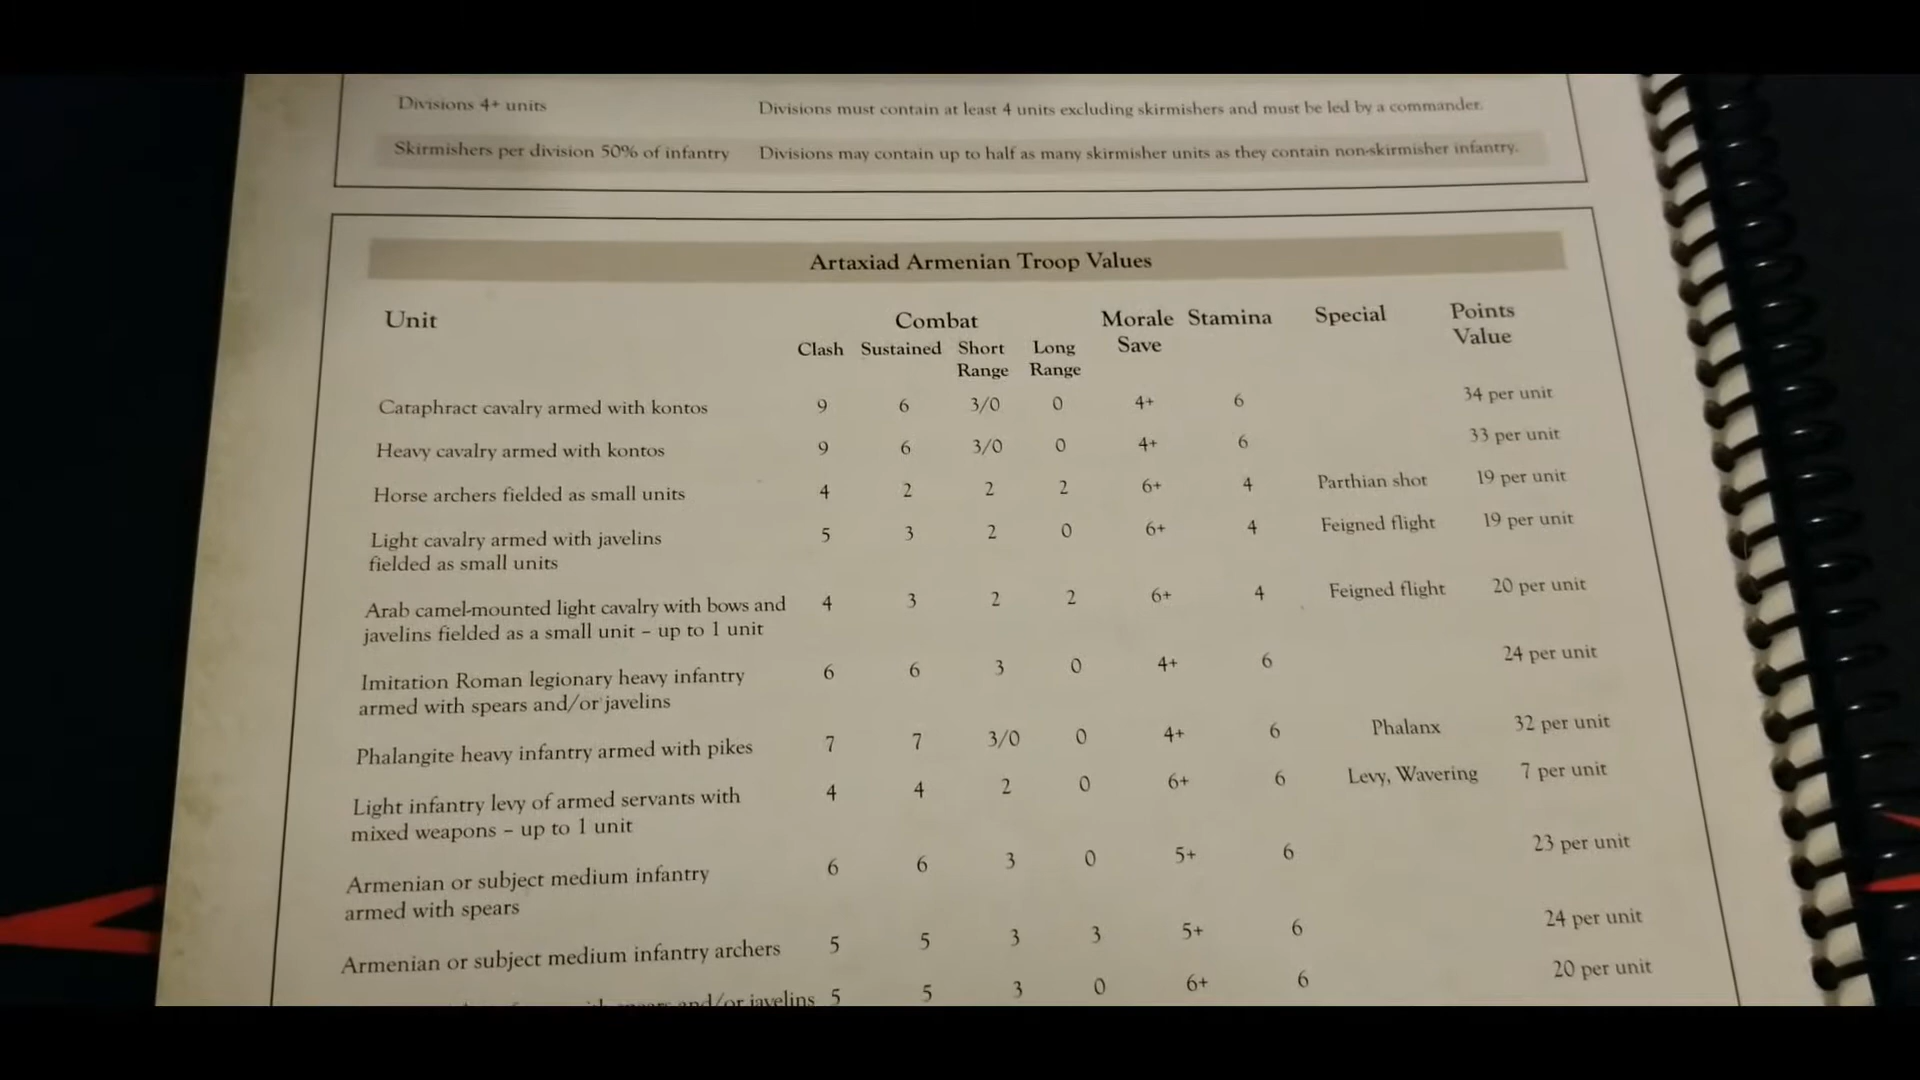 Divisions 4+ units Divisions must contain at least 4 units excluding skirmishers and must be led by a commander.
Skirmishers per division 50% of infantry Divisions may contain up to half as many skirmisher units as they contain non-skirmisher infantry.
Artaxiad Armenian Troop Values
Unit Combat Morale Save Stamina Special Points Value
Clash Sustained Short Range Long Range
Cataphract cavalry armed with kontos 9 6 3/0 0 4+ 6 34 per unit
Heavy cavalry armed with kontos 9 6 3/0 0 4+ 6 33 per unit
Horse archers fielded as small units 4 2 2 2 6+ 4 Parthian shot 19 per unit
Light cavalry armed with javelins 5 3 2 0 6+ 4 Feigned flight 19 per unit
fielded as small units
Arab camel-mounted light cavalry with bows and 4 3 2 2 6+ 4 Feigned flight 20 per unit
javelins fielded as a small unit – up to 1 unit
Imitation Roman legionary heavy infantry 6 6 3 0 4+ 6 24 per unit
armed with spears and/or javelins
Phalangite heavy infantry armed with pikes 7 7 3/0 0 4+ 6 Phalanx 32 per unit
Light infantry levy of armed servants with 4 4 2 0 6+ 6 Levy, Wavering 7 per unit
mixed weapons – up to 1 unit
Armenian or subject medium infantry 6 6 3 0 5+ 6 23 per unit
armed with spears
Armenian or subject medium infantry archers 5 5 3 3 5+ 6 24 per unit
spears and/or javelins 5 5 3 0 6+ 6 20 per unit